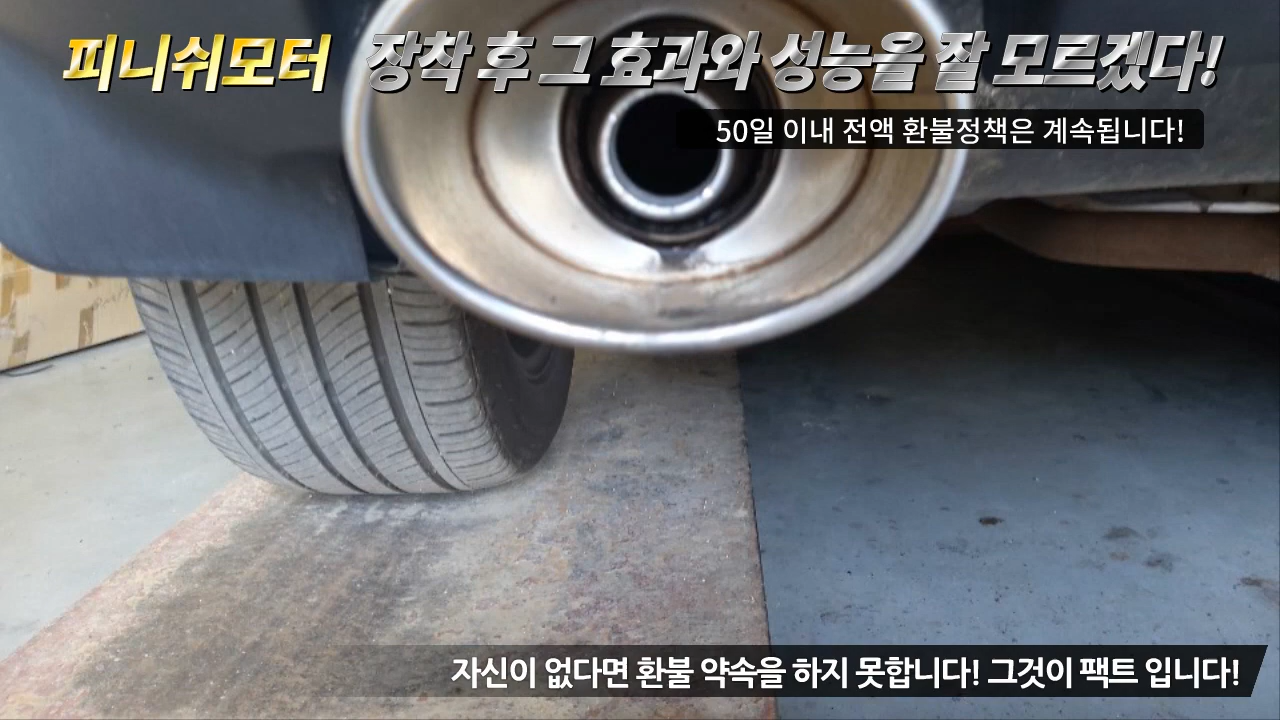 피니쉬모터 장착 후 그 효과와 성능을 잘 모르겠다!
50일 이내 전액 환불정책은 계속됩니다!
자신이 없다면 환불 약속을 하지 못합니다! 그것이 팩트 입니다!